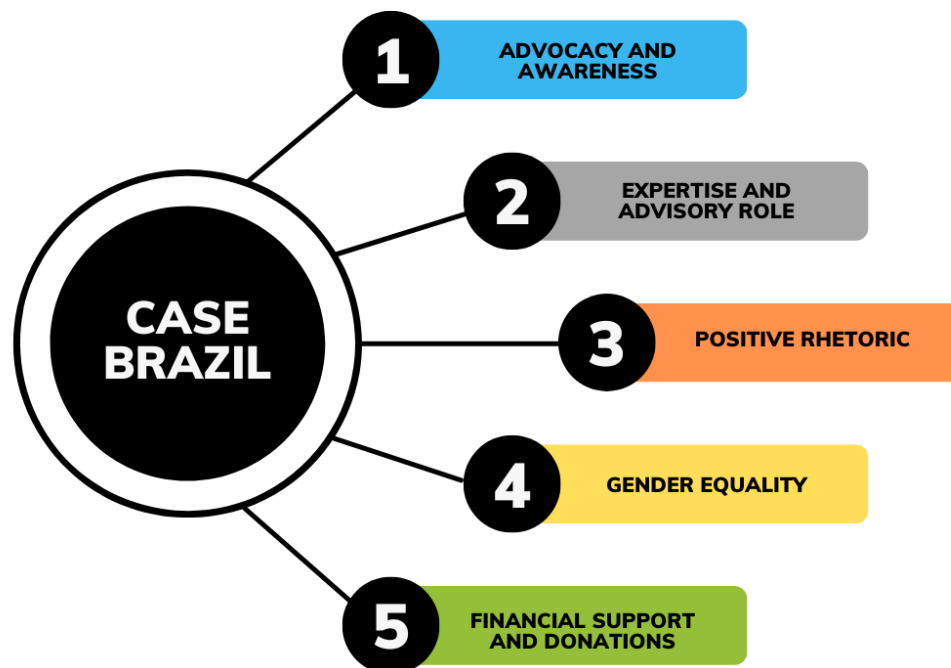 1
ADVOCACY AND
AWARENESS
2
EXPERTISE AND
ADVISORY ROLE
CASE
BRAZIL
3
POSITIVE RHETORIC
4
GENDER EQUALITY
5
FINANCIAL SUPPORT
AND DONATIONS